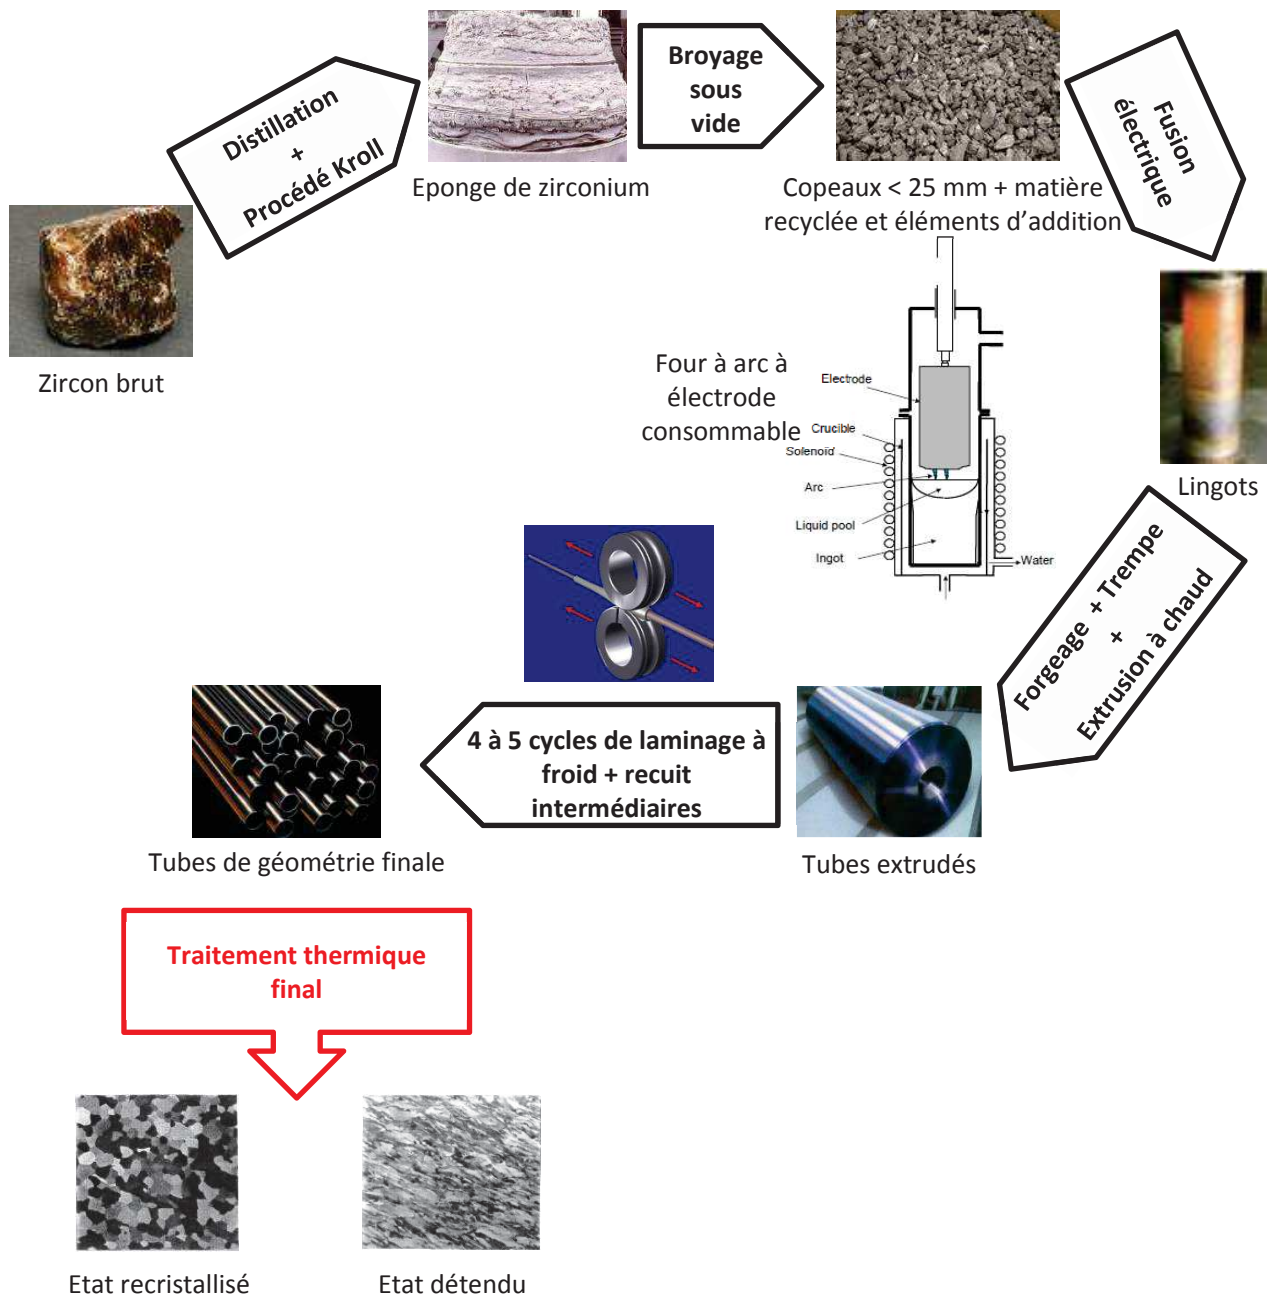 Distillation
+
Procédé Kroll
Broyage
sous
vide
Fusion
électrique
Eponge de zirconium
Copeaux < 25 mm + matière
recyclée et éléments d’addition
Zircon brut
Four à arc à
électrode
consommable
Electrode
Crucible
Solenoïd
Arc
Liquid pool
Ingot
Water
Lingots
Forgeage + Trempe
+
Extrusion à chaud
4 à 5 cycles de laminage à
froid + recuit
intermédiaires
Tubes de géométrie finale
Tubes extrudés
Traitement thermique
final
Etat recristallisé
Etat détendu